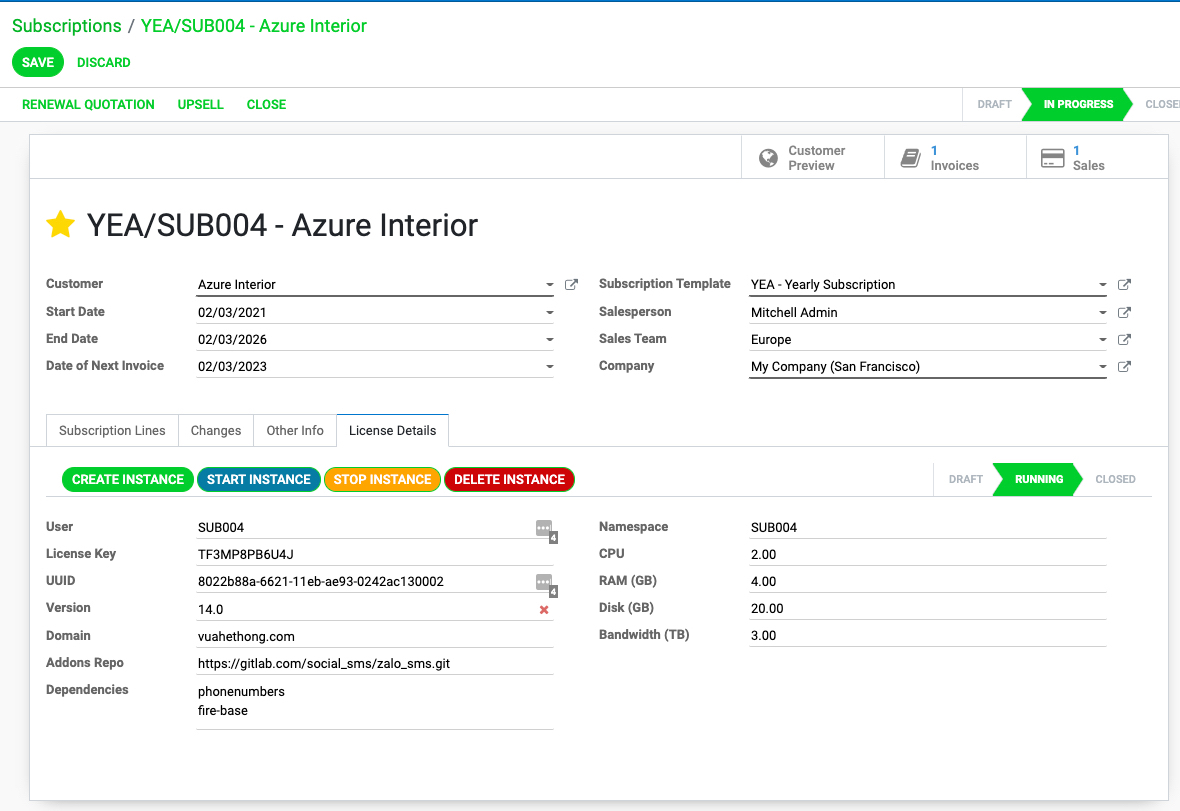 Subscriptions / YEA/SUB004 - Azure Interior
SAVE DISCARD
RENEWAL QUOTATION UPSELL CLOSE DRAFT IN PROGRESS CLOSE
Customer Preview
1 Invoices
1 Sales
YEA/SUB004 - Azure Interior
Customer Azure Interior
Start Date 02/03/2021
End Date 02/03/2026
Date of Next Invoice 02/03/2023
Subscription Template YEA - Yearly Subscription
Salesperson Mitchell Admin
Sales Team Europe
Company My Company (San Francisco)
Subscription Lines Changes Other Info License Details
CREATE INSTANCE START INSTANCE STOP INSTANCE DELETE INSTANCE DRAFT RUNNING CLOSED
User SUB004 4
License Key TF3MP8PB6U4J
UUID 8022b88a-6621-11eb-ae93-0242ac130002 4
Version 14.0
Domain vuahethong.com
Addons Repo https://gitlab.com/social_sms/zalo_sms.git
Dependencies phonenumbers
fire-base
Namespace SUB004
CPU 2.00
RAM (GB) 4.00
Disk (GB) 20.00
Bandwidth (TB) 3.00